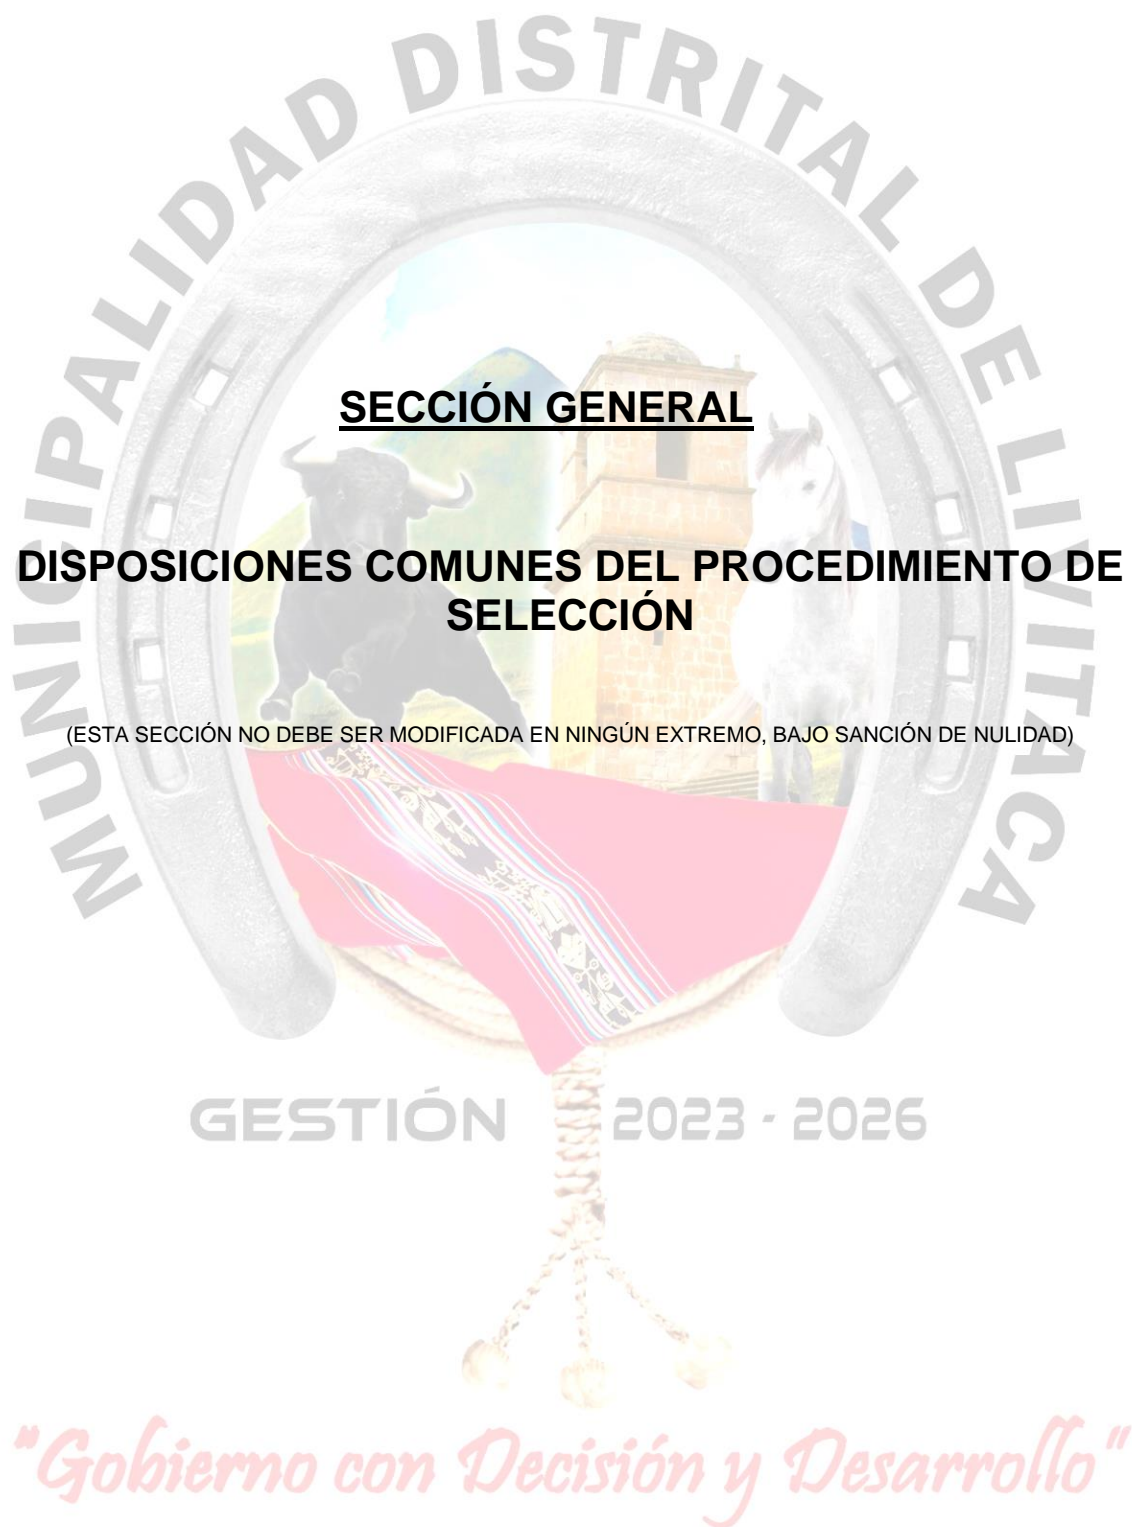 MUNICIPALIDAD DISTRITAL DE LIVITACA
SECCIÓN GENERAL
DISPOSICIONES COMUNES DEL PROCEDIMIENTO DE
SELECCIÓN
(ESTA SECCIÓN NO DEBE SER MODIFICADA EN NINGÚN EXTREMO, BAJO SANCIÓN DE NULIDAD)
GESTIÓN 2023 - 2026
"Gobierno con Decisión y Desarrollo"